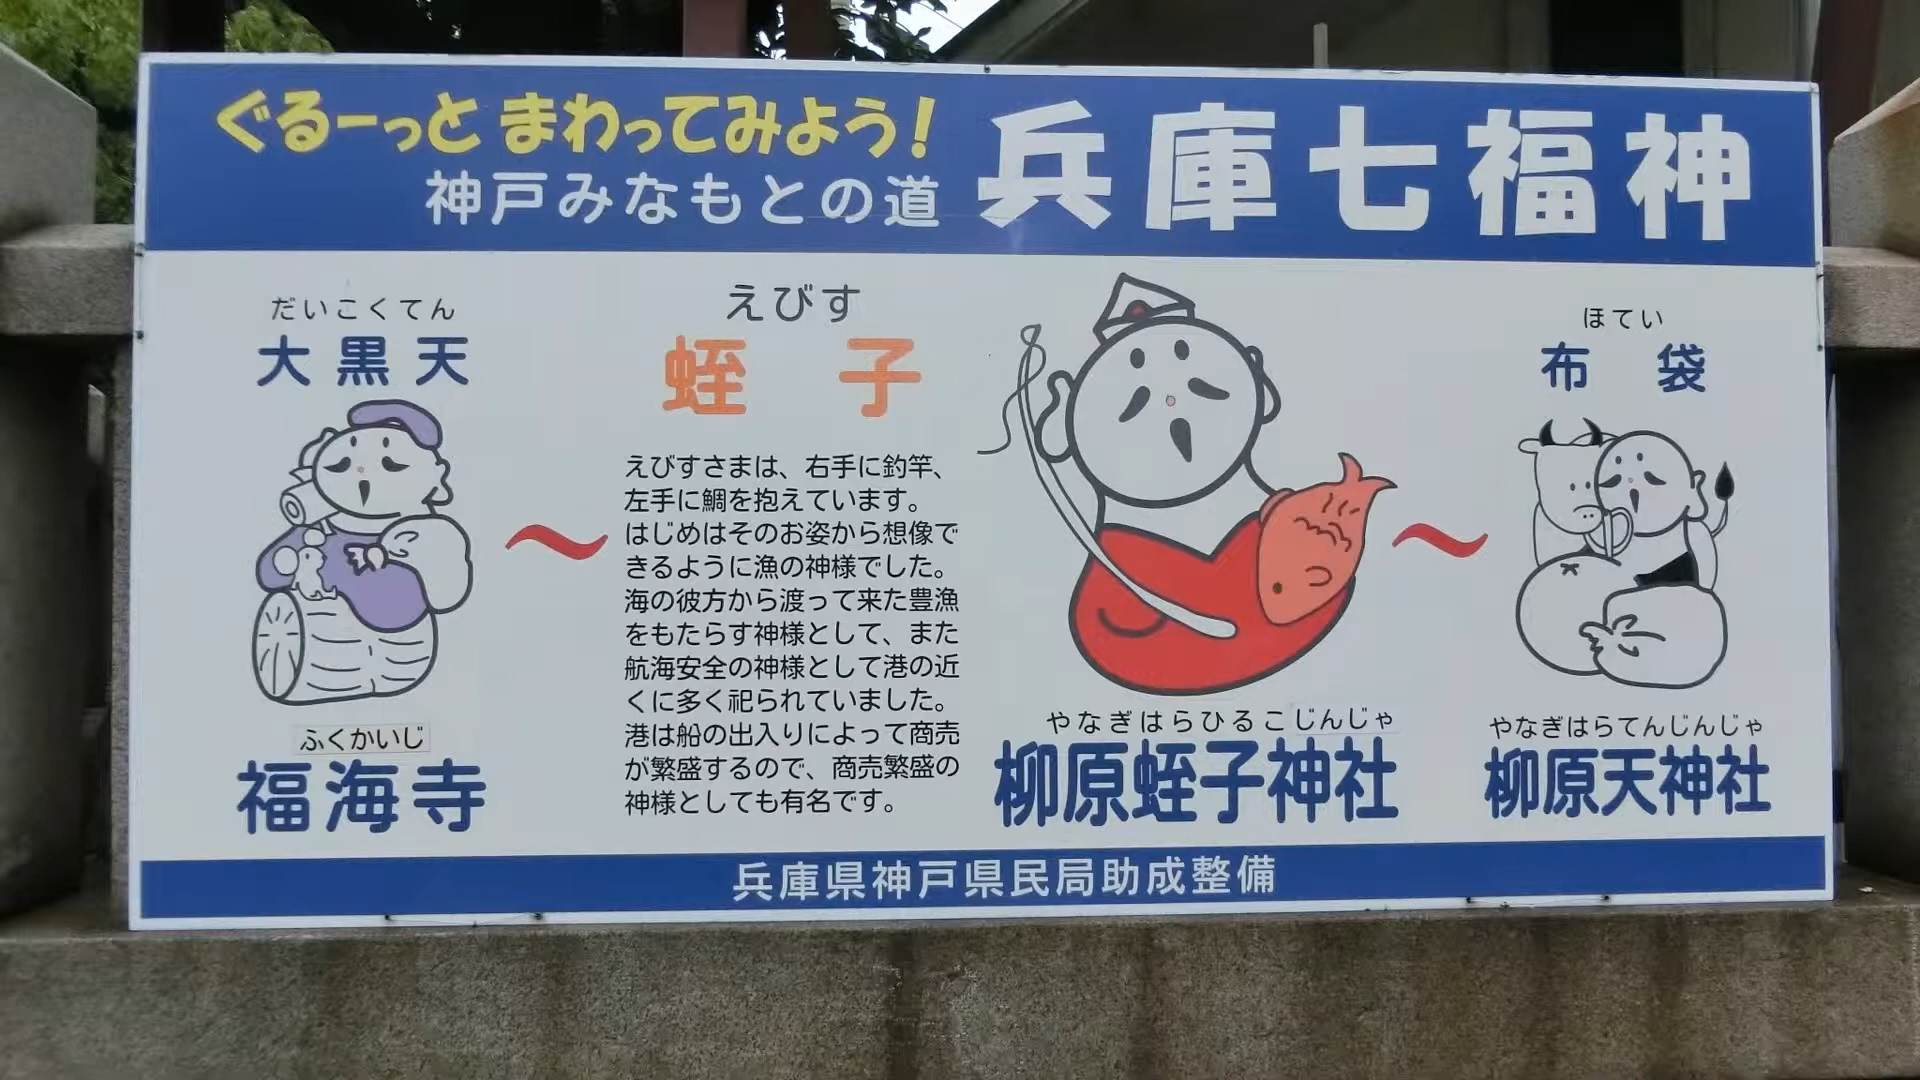 ぐるーっと まわってみよう!
神戸みなもとの道
兵庫七福神
だいこくてん
大黒天
ふくかいじ
福海寺
～
えびす
蛭子
えびすさまは、右手に釣竿、
左手に鯛を抱えています。
はじめはそのお姿から想像で
きるように漁の神様でした。
海の彼方から渡って来た豊漁
をもたらす神様として、また
航海安全の神様として港の近
くに多く祀られていました。
港は船の出入りによって商売
が繁盛するので、商売繁盛の
神様としても有名です。
やなぎはらひるこじんじゃ
柳原蛭子神社
～
ほてい
布袋
やなぎはらてんじんじゃ
柳原天神社
兵庫県神戸県民局助成整備